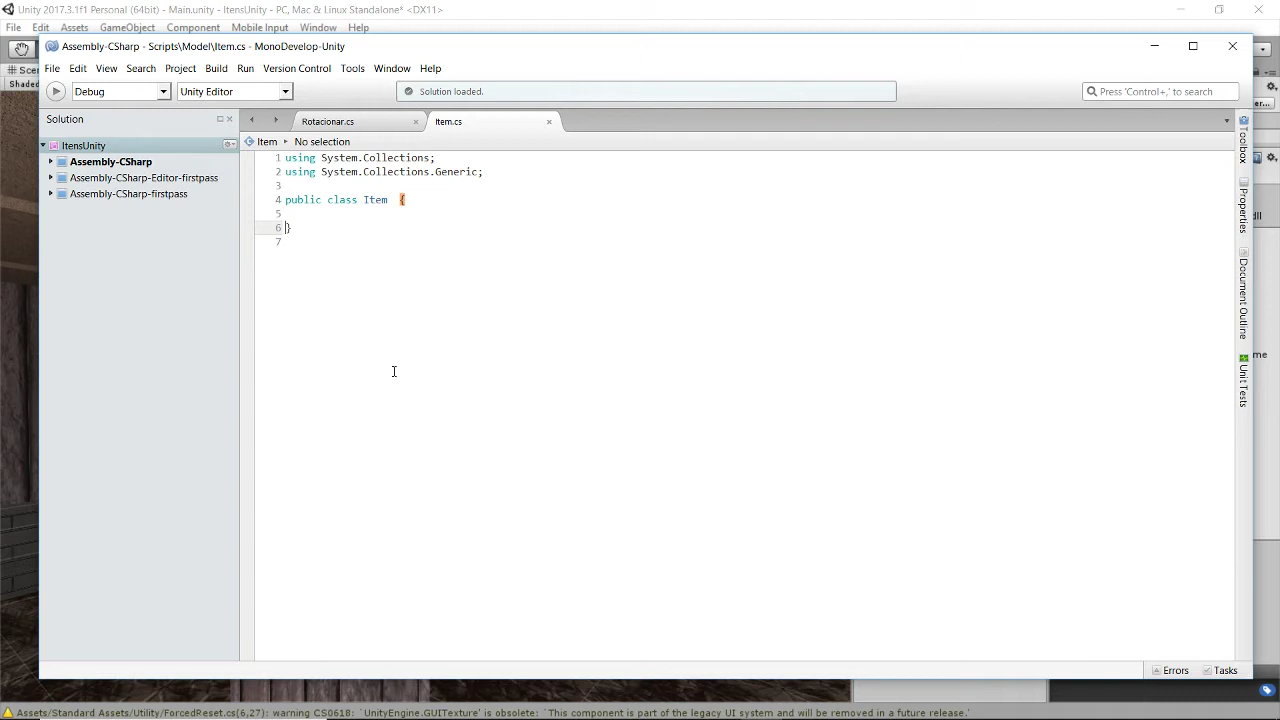 Unity 2017.3.1f1 Personal (64bit) - Main.unity - ItensUnity - PC, Mac & Linux Standalone* <DX11>
File Edit Assets GameObject Component Mobile Input Window Help
Assembly-CSharp - Scripts\Model\Item.cs - MonoDevelop-Unity
File Edit View Search Project Build Run Version Control Tools Window Help
Debug Unity Editor Solution loaded. Press 'Control+,' to search
Shaded
Solution
Rotacionar.cs Item.cs
ItensUnity
Item No selection
Assembly-CSharp
Assembly-CSharp-Editor-firstpass
Assembly-CSharp-firstpass
1 using System.Collections;
2 using System.Collections.Generic;
3
4 public class Item {
5
6 }
7
Toolbox
Properties
Document Outline
Unit Tests
Errors Tasks
Assets/Standard Assets/Utility/ForcedReset.cs(6,27): warning CS0618: `UnityEngine.GUITexture' is obsolete: `This component is part of the legacy UI system and will be removed in a future release.'